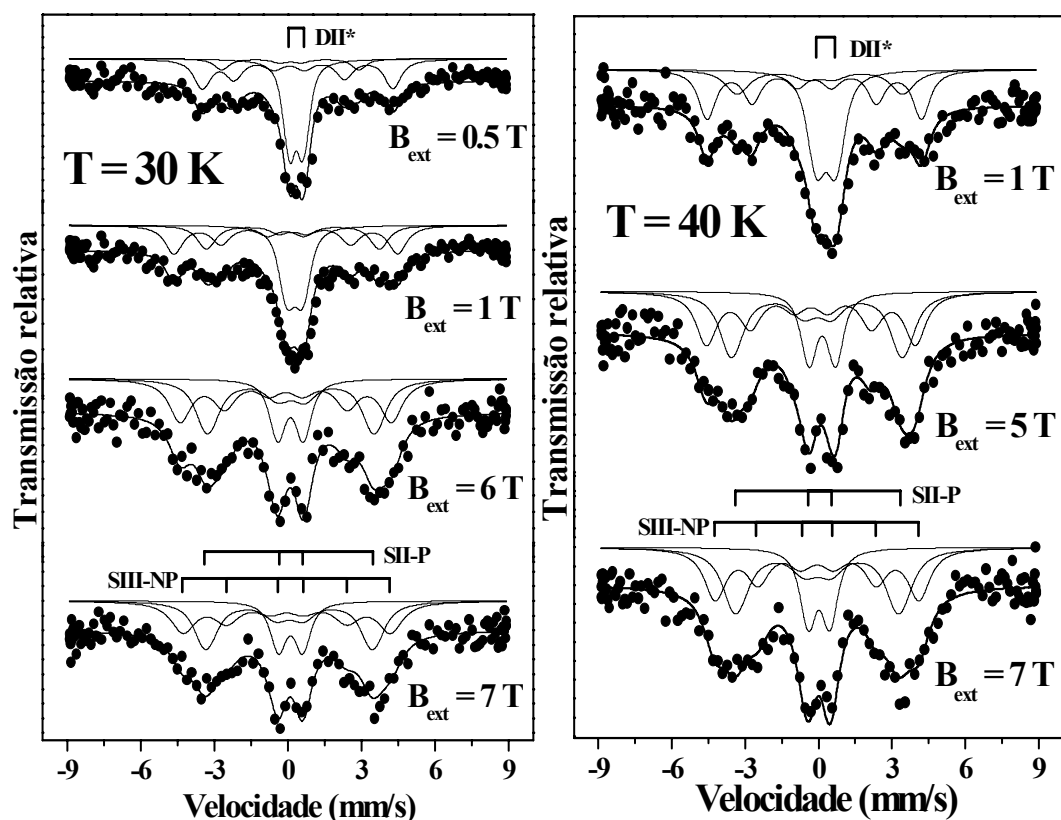 DII*
B_ext = 0.5 T
T = 30 K
B_ext = 1 T
B_ext = 6 T
SII-P
SIII-NP
B_ext = 7 T
-9 -6 -3 0 3 6 9
Velocidade (mm/s)
Transmissão relativa
DII*
B_ext = 1 T
T = 40 K
B_ext = 5 T
SII-P
SIII-NP
B_ext = 7 T
-9 -6 -3 0 3 6 9
Velocidade (mm/s)
Transmissão relativa